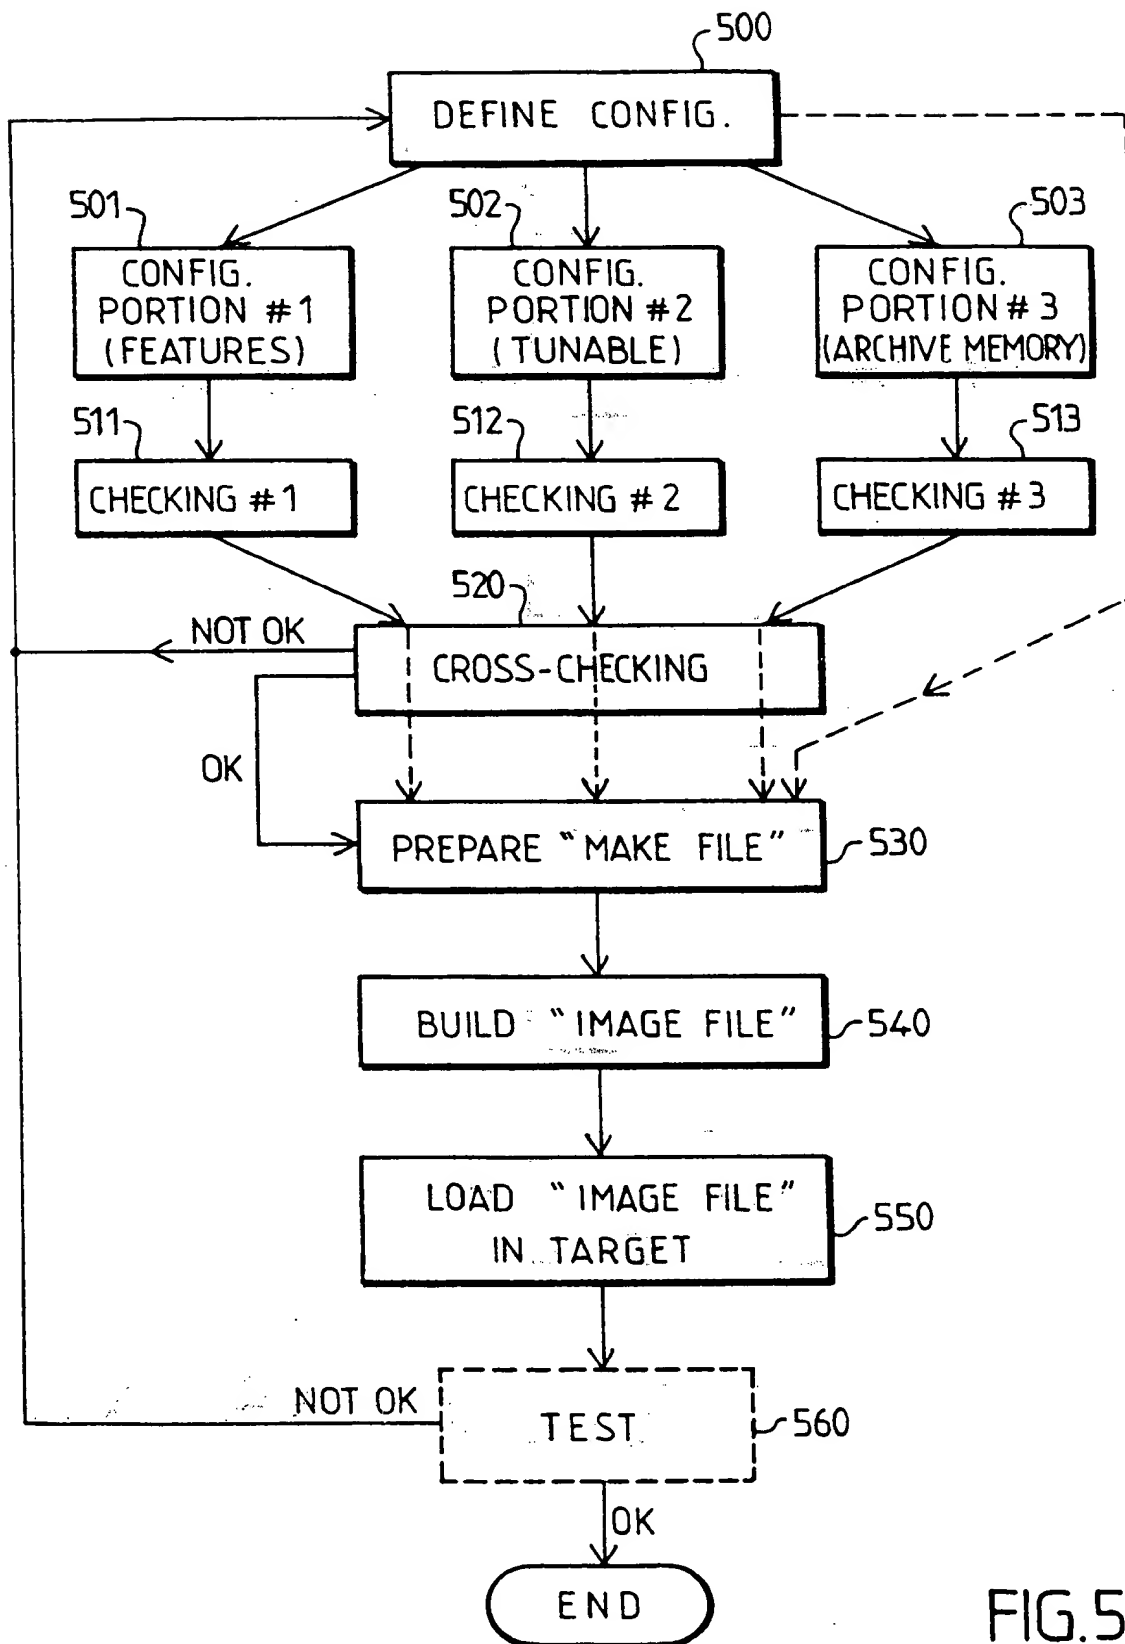 500
DEFINE CONFIG.
501
CONFIG.
PORTION #1
(FEATURES)
502
CONFIG.
PORTION #2
(TUNABLE)
503
CONFIG.
PORTION #3
(ARCHIVE MEMORY)
511
CHECKING #1
512
CHECKING #2
513
CHECKING #3
520
NOT OK
CROSS-CHECKING
OK
PREPARE “MAKE FILE”
530
BUILD “IMAGE FILE”
540
LOAD “IMAGE FILE”
IN TARGET
550
NOT OK
TEST
560
OK
END
FIG.5